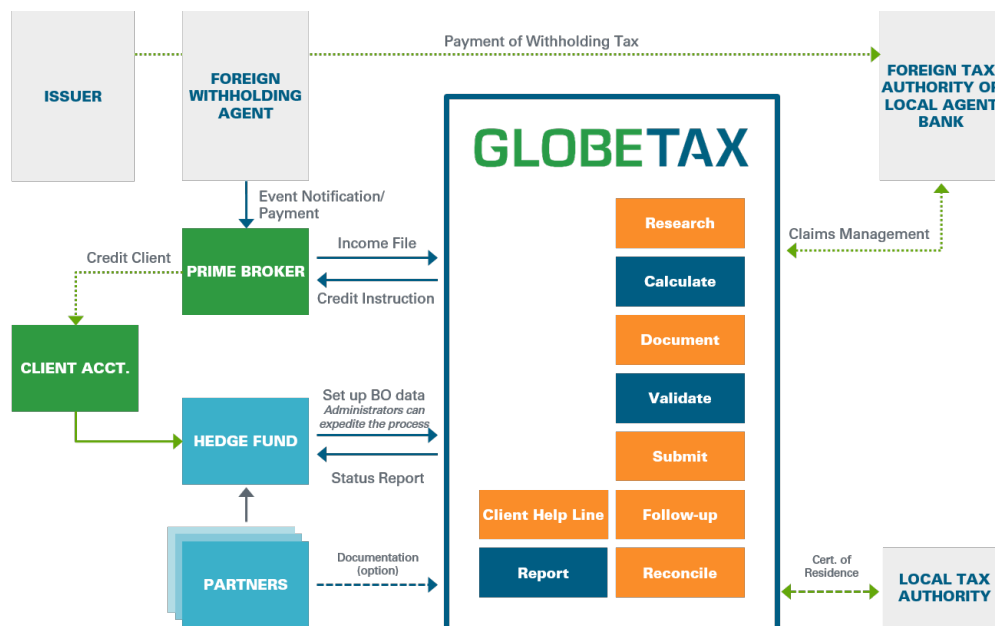 Payment of Withholding Tax
ISSUER
FOREIGN
WITHHOLDING
AGENT
FOREIGN TAX
AUTHORITY OR
LOCAL AGENT
BANK
GLOBETAX
Event Notification/
Payment
Research
Claims Management
Income File
Credit Client
PRIME BROKER
Calculate
Credit Instruction
Document
CLIENT ACCT.
Validate
Set up BO data
Administrators can
expedite the process
HEDGE FUND
Submit
Status Report
Client Help Line
Follow-up
Documentation
(option)
Cert. of
Residence
PARTNERS
Report
Reconcile
LOCAL TAX
AUTHORITY